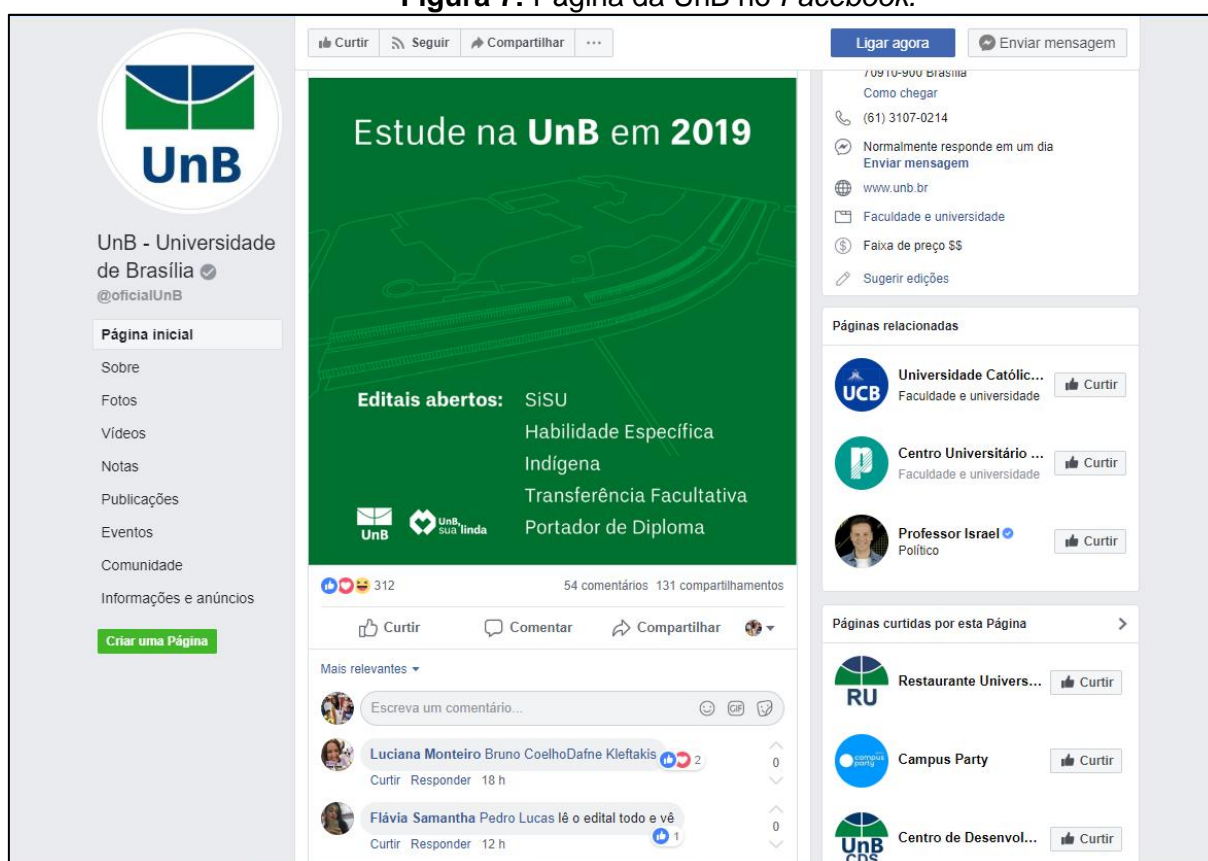 Figura 7: Página da UnB no Facebook.
UnB
UnB - Universidade
de Brasília
@oficialUnB
Página inicial
Sobre
Fotos
Vídeos
Notas
Publicações
Eventos
Comunidade
Informações e anúncios
Criar uma Página
Curtir Seguir Compartilhar ...
Estude na UnB em 2019
Editais abertos: SiSU
Habilidade Específica
Indígena
Transferência Facultativa
Portador de Diploma
UnB
UnB,
sua linda
312
54 comentários 131 compartilhamentos
Curtir Comentar Compartilhar
Mais relevantes
Escreva um comentário...
GIF
Luciana Monteiro Bruno CoelhoDafne Kleftakis 2
0
Curtir Responder 18 h
Flávia Samantha Pedro Lucas lê o edital todo e vê
1
0
Curtir Responder 12 h
Ligar agora Enviar mensagem
70910-900 Brasília
Como chegar
(61) 3107-0214
Normalmente responde em um dia
Enviar mensagem
www.unb.br
Faculdade e universidade
Faixa de preço $$
Sugerir edições
Páginas relacionadas
UCB
Universidade Católic... Curtir
Faculdade e universidade
Centro Universitário ... Curtir
Faculdade e universidade
Professor Israel Curtir
Político
Páginas curtidas por esta Página
RU
Restaurante Univers... Curtir
campus
party
Campus Party Curtir
UnB
CDS
Centro de Desenvol... Curtir